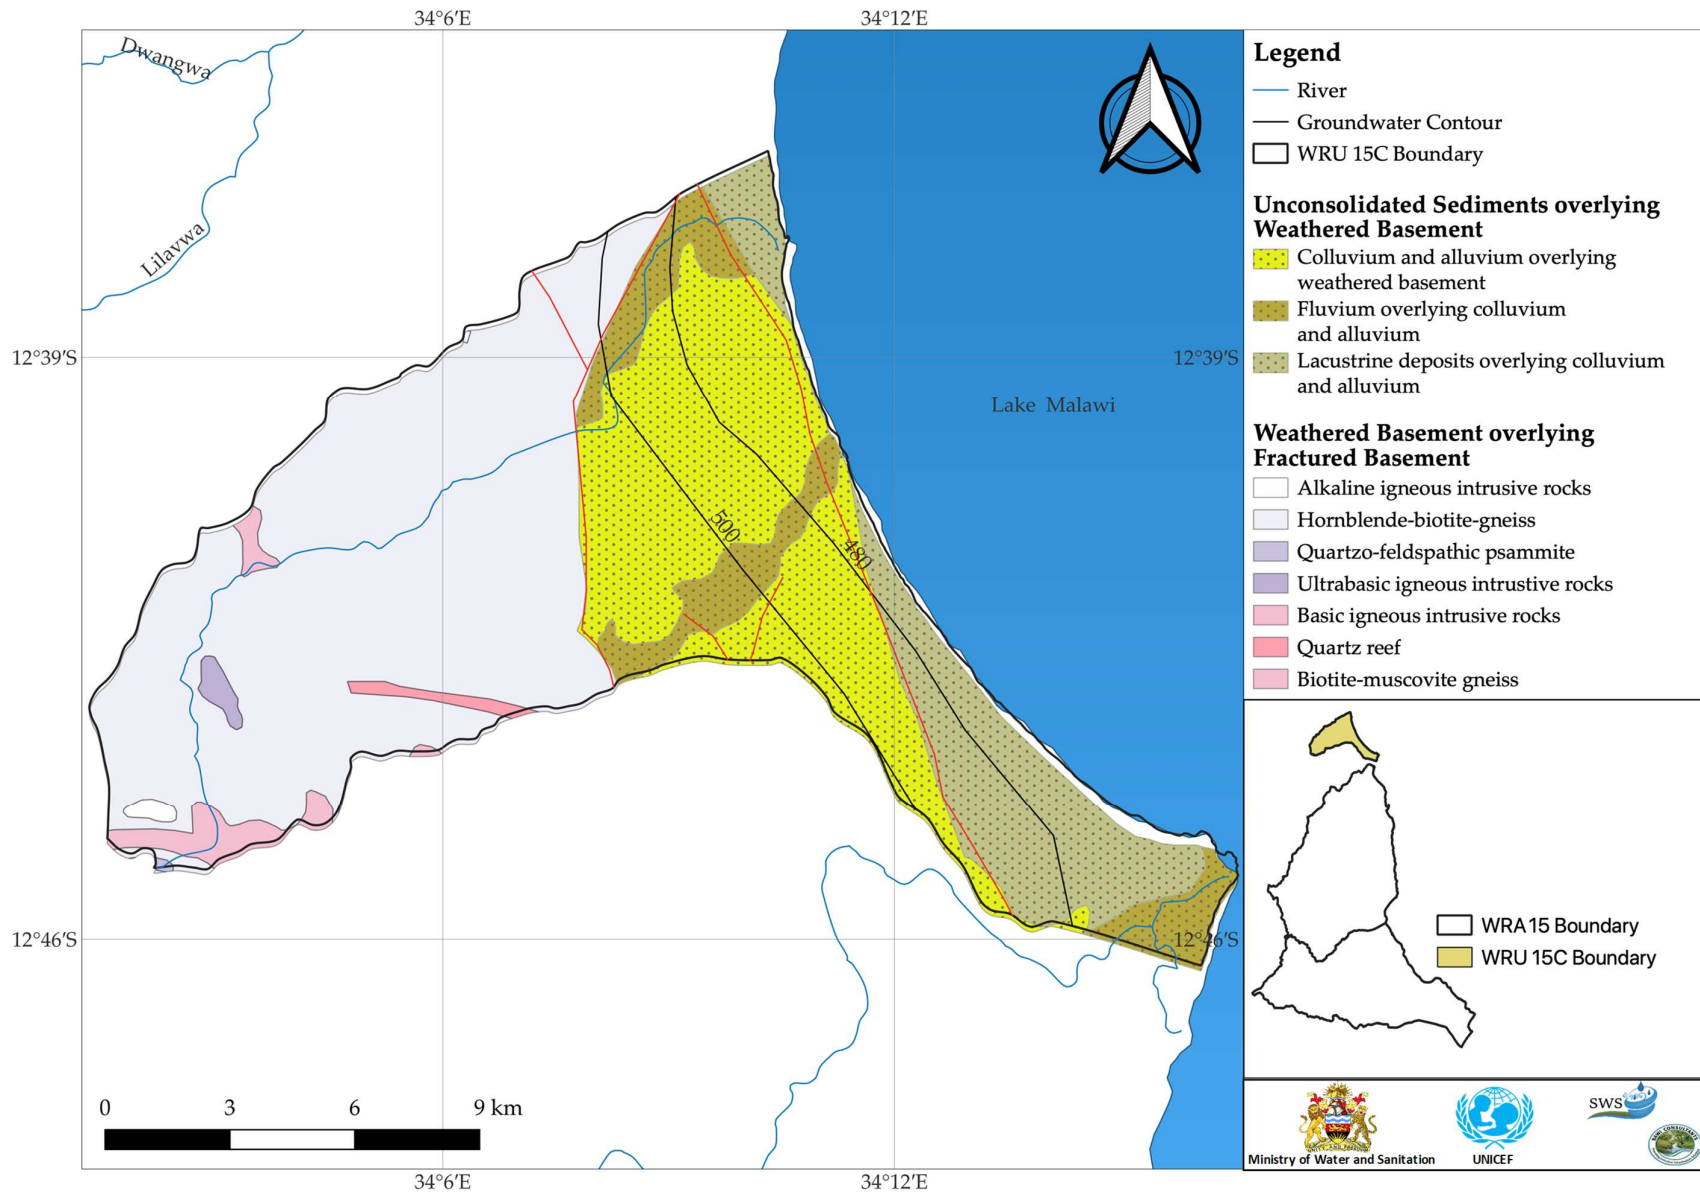 34°6′E
34°12′E
Dwangwa
Lilavwa
12°39′S
12°39′S
Lake Malawi
500
480
12°46′S
12°46′S
0 3 6 9 km
34°6′E
34°12′E
Legend
River
Groundwater Contour
WRU 15C Boundary
Unconsolidated Sediments overlying
Weathered Basement
Colluvium and alluvium overlying
weathered basement
Fluvium overlying colluvium
and alluvium
Lacustrine deposits overlying colluvium
and alluvium
Weathered Basement overlying
Fractured Basement
Alkaline igneous intrusive rocks
Hornblende-biotite-gneiss
Quartzo-feldspathic psammite
Ultrabasic igneous intrustive rocks
Basic igneous intrusive rocks
Quartz reef
Biotite-muscovite gneiss
WRA 15 Boundary
WRU 15C Boundary
Ministry of Water and Sanitation
UNICEF
SWS